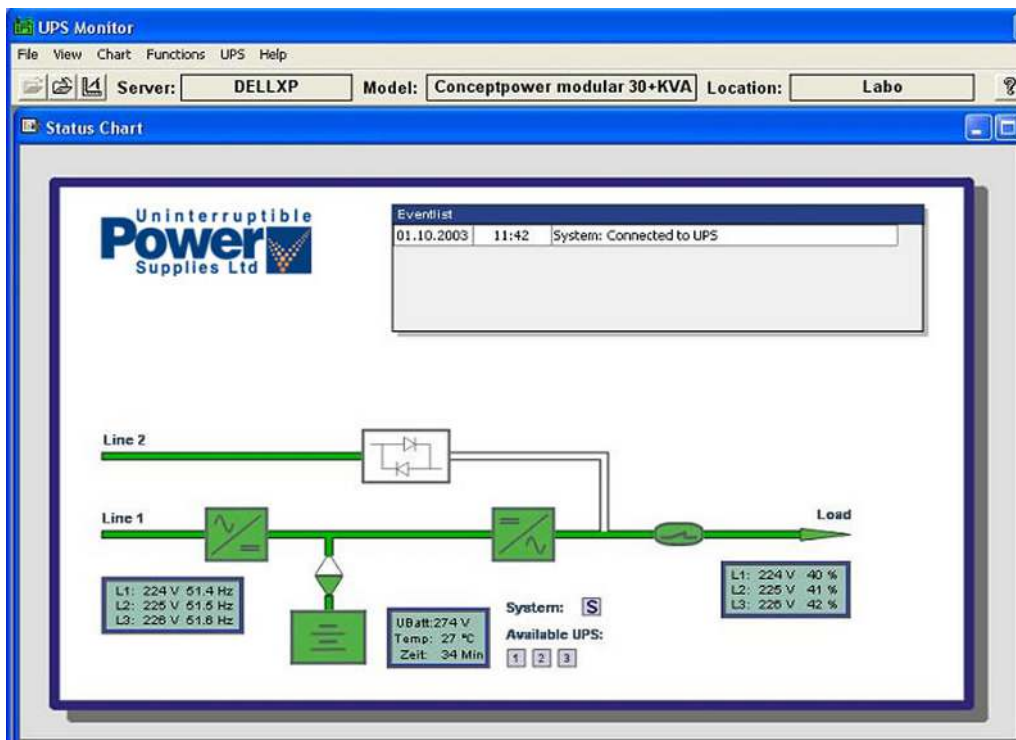 UPS Monitor
File View Chart Functions UPS Help
Server: DELLXP Model: Conceptpower modular 30+KVA Location: Labo ?
Status Chart
Uninterruptible
Power
Supplies Ltd
Eventlist
01.10.2003 11:42 System: Connected to UPS
Line 2
Line 1
Load
L1: 224 V 51.4 Hz
L2: 225 V 51.5 Hz
L3: 226 V 51.6 Hz
UBatt:274 V
Temp: 27 °C
Zeit: 34 Min
System: S
Available UPS:
1 2 3
L1: 224 V 40 %
L2: 225 V 41 %
L3: 226 V 42 %